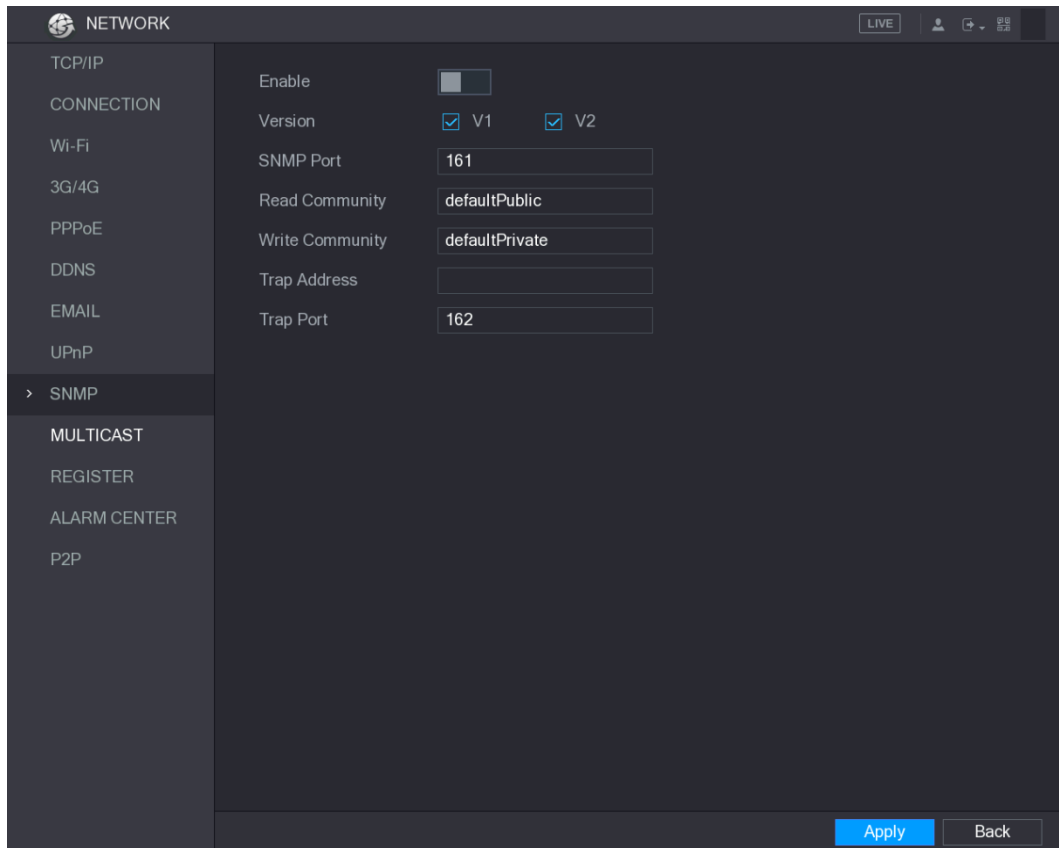 NETWORK
LIVE
TCP/IP
CONNECTION
Wi-Fi
3G/4G
PPPoE
DDNS
EMAIL
UPnP
SNMP
MULTICAST
REGISTER
ALARM CENTER
P2P
Enable
Version V1 V2
SNMP Port 161
Read Community defaultPublic
Write Community defaultPrivate
Trap Address
Trap Port 162
Apply Back